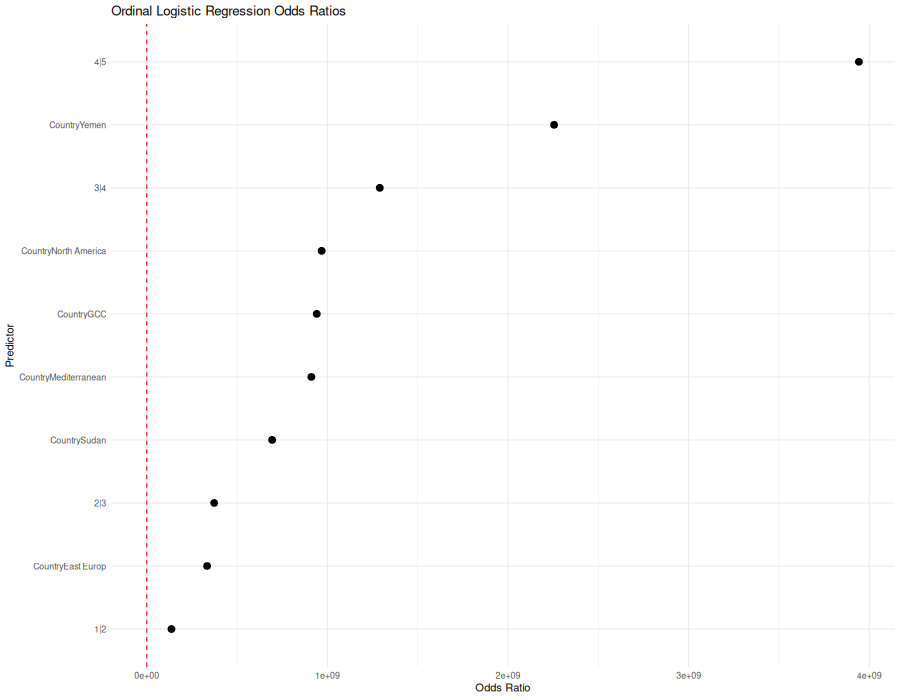 Ordinal Logistic Regression Odds Ratios
Predictor
4|5
CountryYemen
3|4
CountryNorth America
CountryGCC
CountryMediterranean
CountrySudan
2|3
CountryEast Europ
1|2
0e+00 1e+09 2e+09 3e+09 4e+09
Odds Ratio